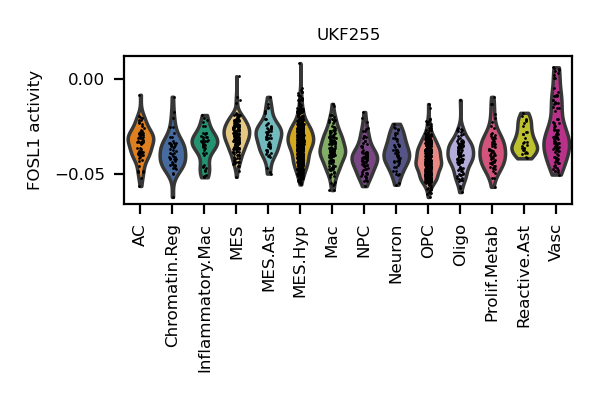 UKF255
FOSL1 activity
0.00
−0.05
AC
Chromatin.Reg
Inflammatory.Mac
MES
MES.Ast
MES.Hyp
Mac
NPC
Neuron
OPC
Oligo
Prolif.Metab
Reactive.Ast
Vasc